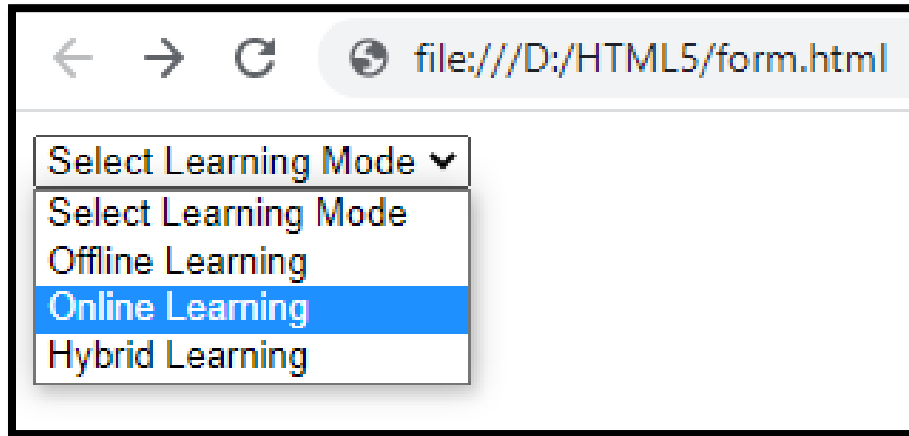 file:///D:/HTML5/form.html
Select Learning Mode
Select Learning Mode
Offline Learning
Online Learning
Hybrid Learning